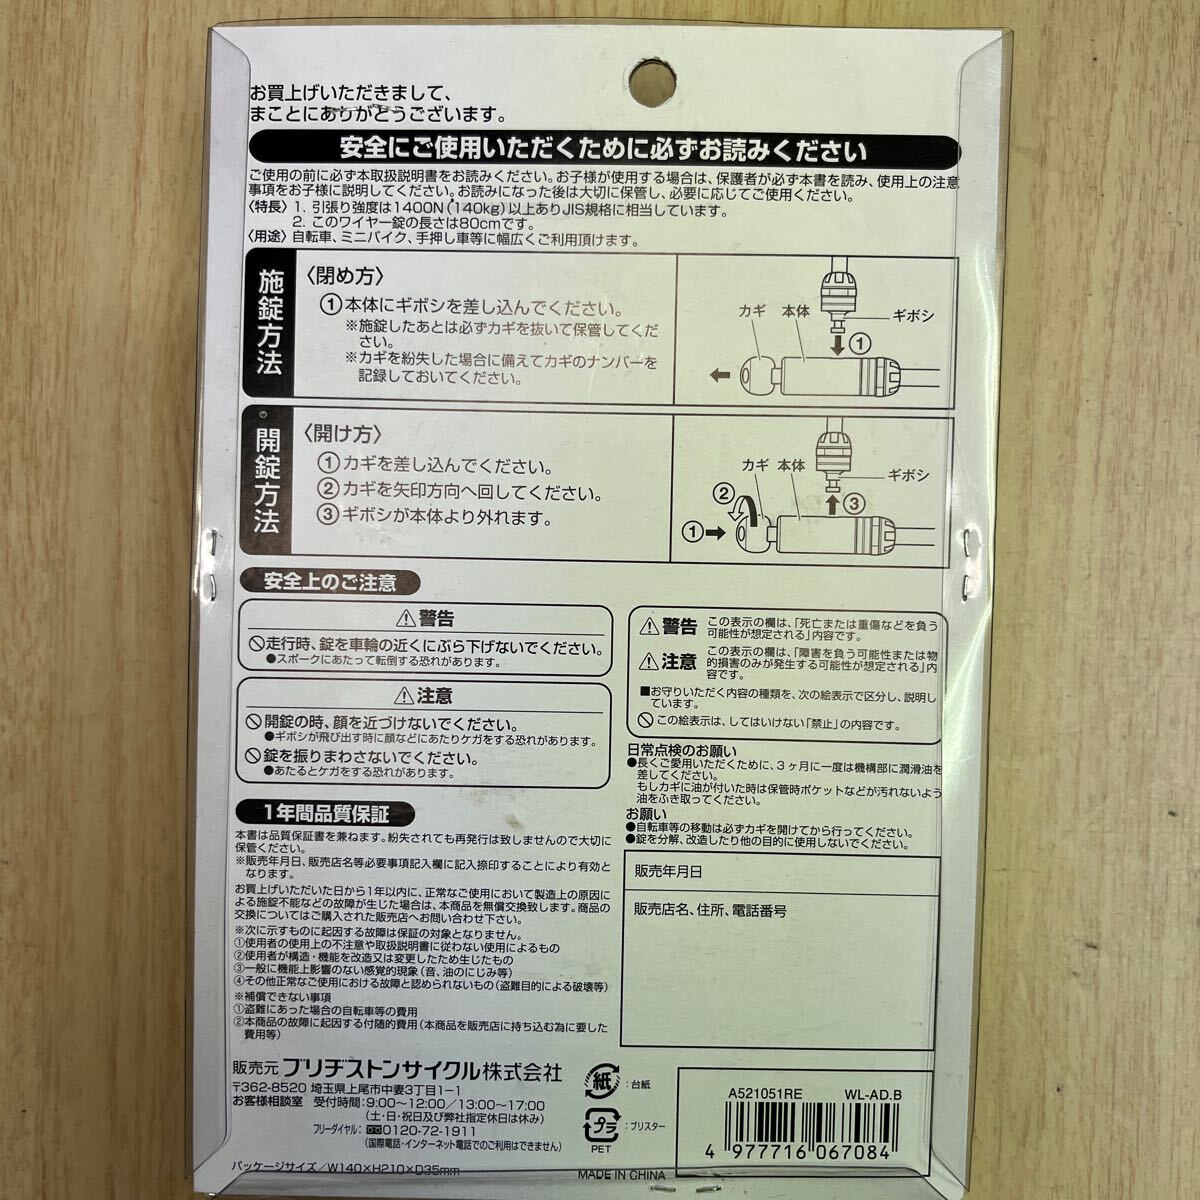 お買上げいただきまして、
まことにありがとうございます。
安全にご使用いただくために必ずお読みください
ご使用の前に必ず本取扱説明書をお読みください。お子様が使用する場合は、保護者が必ず本書を読み、使用上の注意
事項をお子様に説明してください。お読みになった後は大切に保管し、必要に応じてご使用ください。
〈特長〉1. 引張り強度は1400N(140kg)以上ありJIS規格に相当しています。
2. このワイヤー錠の長さは80cmです。
〈用途〉自転車、ミニバイク、手押し車等に幅広くご利用頂けます。
施錠方法
〈閉め方〉
①本体にギボシを差し込んでください。
※施錠したあとは必ずカギを抜いて保管してくだ
さい。
※カギを紛失した場合に備えてカギのナンバーを
記録しておいてください。
カギ 本体 ギボシ
①
開錠方法
〈開け方〉
①カギを差し込んでください。
②カギを矢印方向へ回してください。
③ギボシが本体より外れます。
カギ 本体 ギボシ
② ③
①
安全上のご注意
⚠警告
走行時、錠を車輪の近くにぶら下げないでください。
●スポークにあたって転倒する恐れがあります。
⚠注意
開錠の時、顔を近づけないでください。
●ギボシが飛び出す時に顔などにあたりケガをする恐れがあります。
錠を振りまわさないでください。
●あたるとケガをする恐れがあります。
⚠警告 この表示の欄は、「死亡または重傷などを負う
可能性が想定される」内容です。
⚠注意 この表示の欄は、「障害を負う可能性または物
的損害のみが発生する可能性が想定される」内
容です。
■お守りいただく内容の種類を、次の絵表示で区分し、説明し
ています。
この絵表示は、してはいけない「禁止」の内容です。
日常点検のお願い
●長くご愛用いただくために、3ヶ月に一度は機構部に潤滑油を
差してください。
もしカギに油が付いた時は保管時ポケットなどが汚れないよう
油をふき取ってください。
お願い
●自転車等の移動は必ずカギを開けてから行ってください。
●錠を分解、改造したり他の目的に使用しないでください。
1年間品質保証
本書は品質保証書を兼ねます。紛失されても再発行は致しませんので大切に
保管ください。
※販売年月日、販売店名等必要事項記入欄に記入捺印することにより有効と
なります。
お買上げいただいた日から1年以内に、正常なご使用において製造上の原因に
よる施錠不能などの故障が生じた場合は、本商品を無償交換致します。商品の
交換についてはご購入された販売店へお問い合わせ下さい。
※次に示すものに起因する故障は保証の対象となりません。
①使用者の使用上の不注意や取扱説明書に従わない使用によるもの
②使用者が構造・機能を改造又は変更したため生じたもの
③一般に機能上影響のない感覚的現象(音、油のにじみ等)
④その他正常なご使用における故障と認められないもの(盗難目的による破壊等)
※補償できない事項
①盗難にあった場合の自転車等の費用
②本商品の故障に起因する付随的費用(本商品を販売店に持ち込む為に要した
費用等)
販売年月日
販売店名、住所、電話番号
販売元 ブリヂストンサイクル株式会社
〒362-8520 埼玉県上尾市中妻3丁目1-1
お客様相談室 受付時間:9:00~12:00/13:00~17:00
(土・日・祝日及び弊社指定休日は休み)
フリーダイヤル:0120-72-1911
(国際電話・インターネット電話でのご利用はできません)
パッケージサイズ/W140×H210×D35mm
紙 :台紙
プラ :ブリスター
PET
MADE IN CHINA
A521051RE WL-AD.B
4 977716 067084